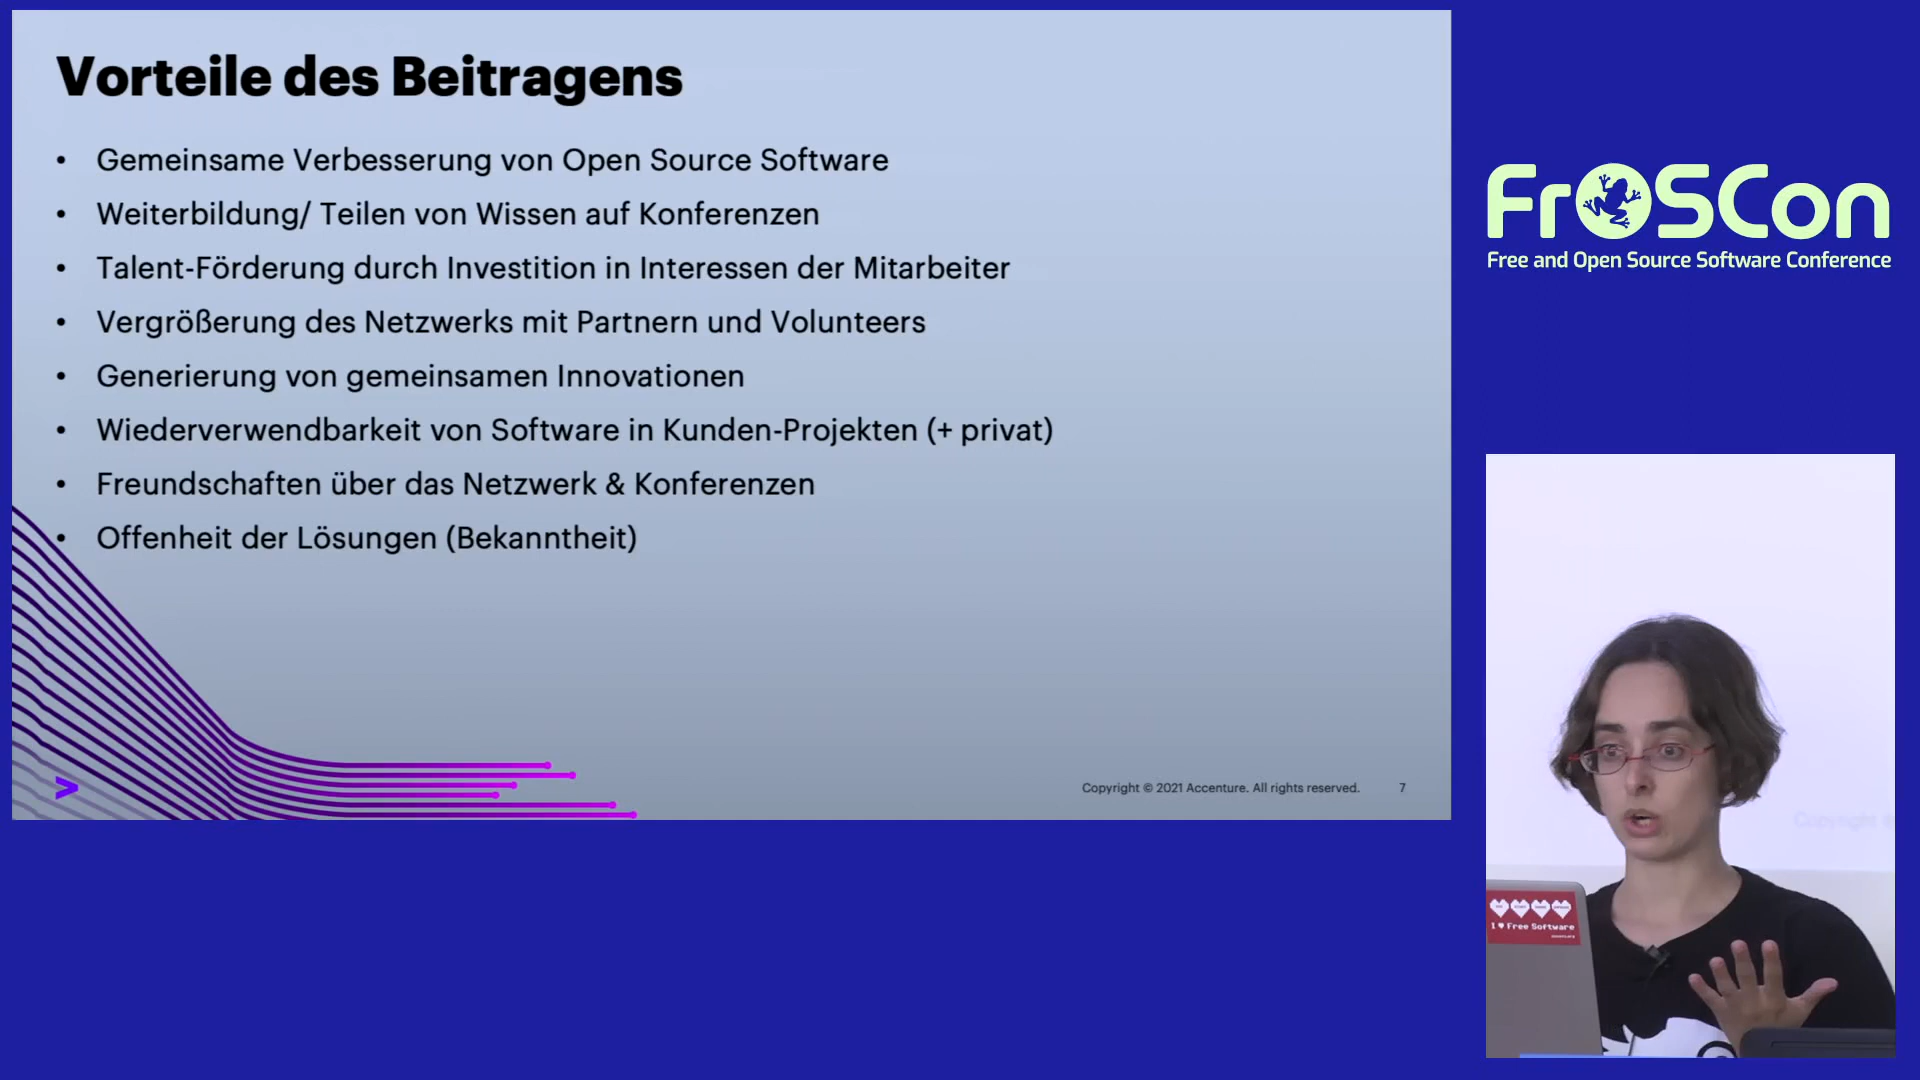 Vorteile des Beitragens
• Gemeinsame Verbesserung von Open Source Software
• Weiterbildung/ Teilen von Wissen auf Konferenzen
• Talent-Förderung durch Investition in Interessen der Mitarbeiter
• Vergrößerung des Netzwerks mit Partnern und Volunteers
• Generierung von gemeinsamen Innovationen
• Wiederverwendbarkeit von Software in Kunden-Projekten (+ privat)
• Freundschaften über das Netzwerk & Konferenzen
• Offenheit der Lösungen (Bekanntheit)
>
Copyright © 2021 Accenture. All rights reserved. 7
FrOSCon
Free and Open Source Software Conference
Copyright
I ♥ Free Software